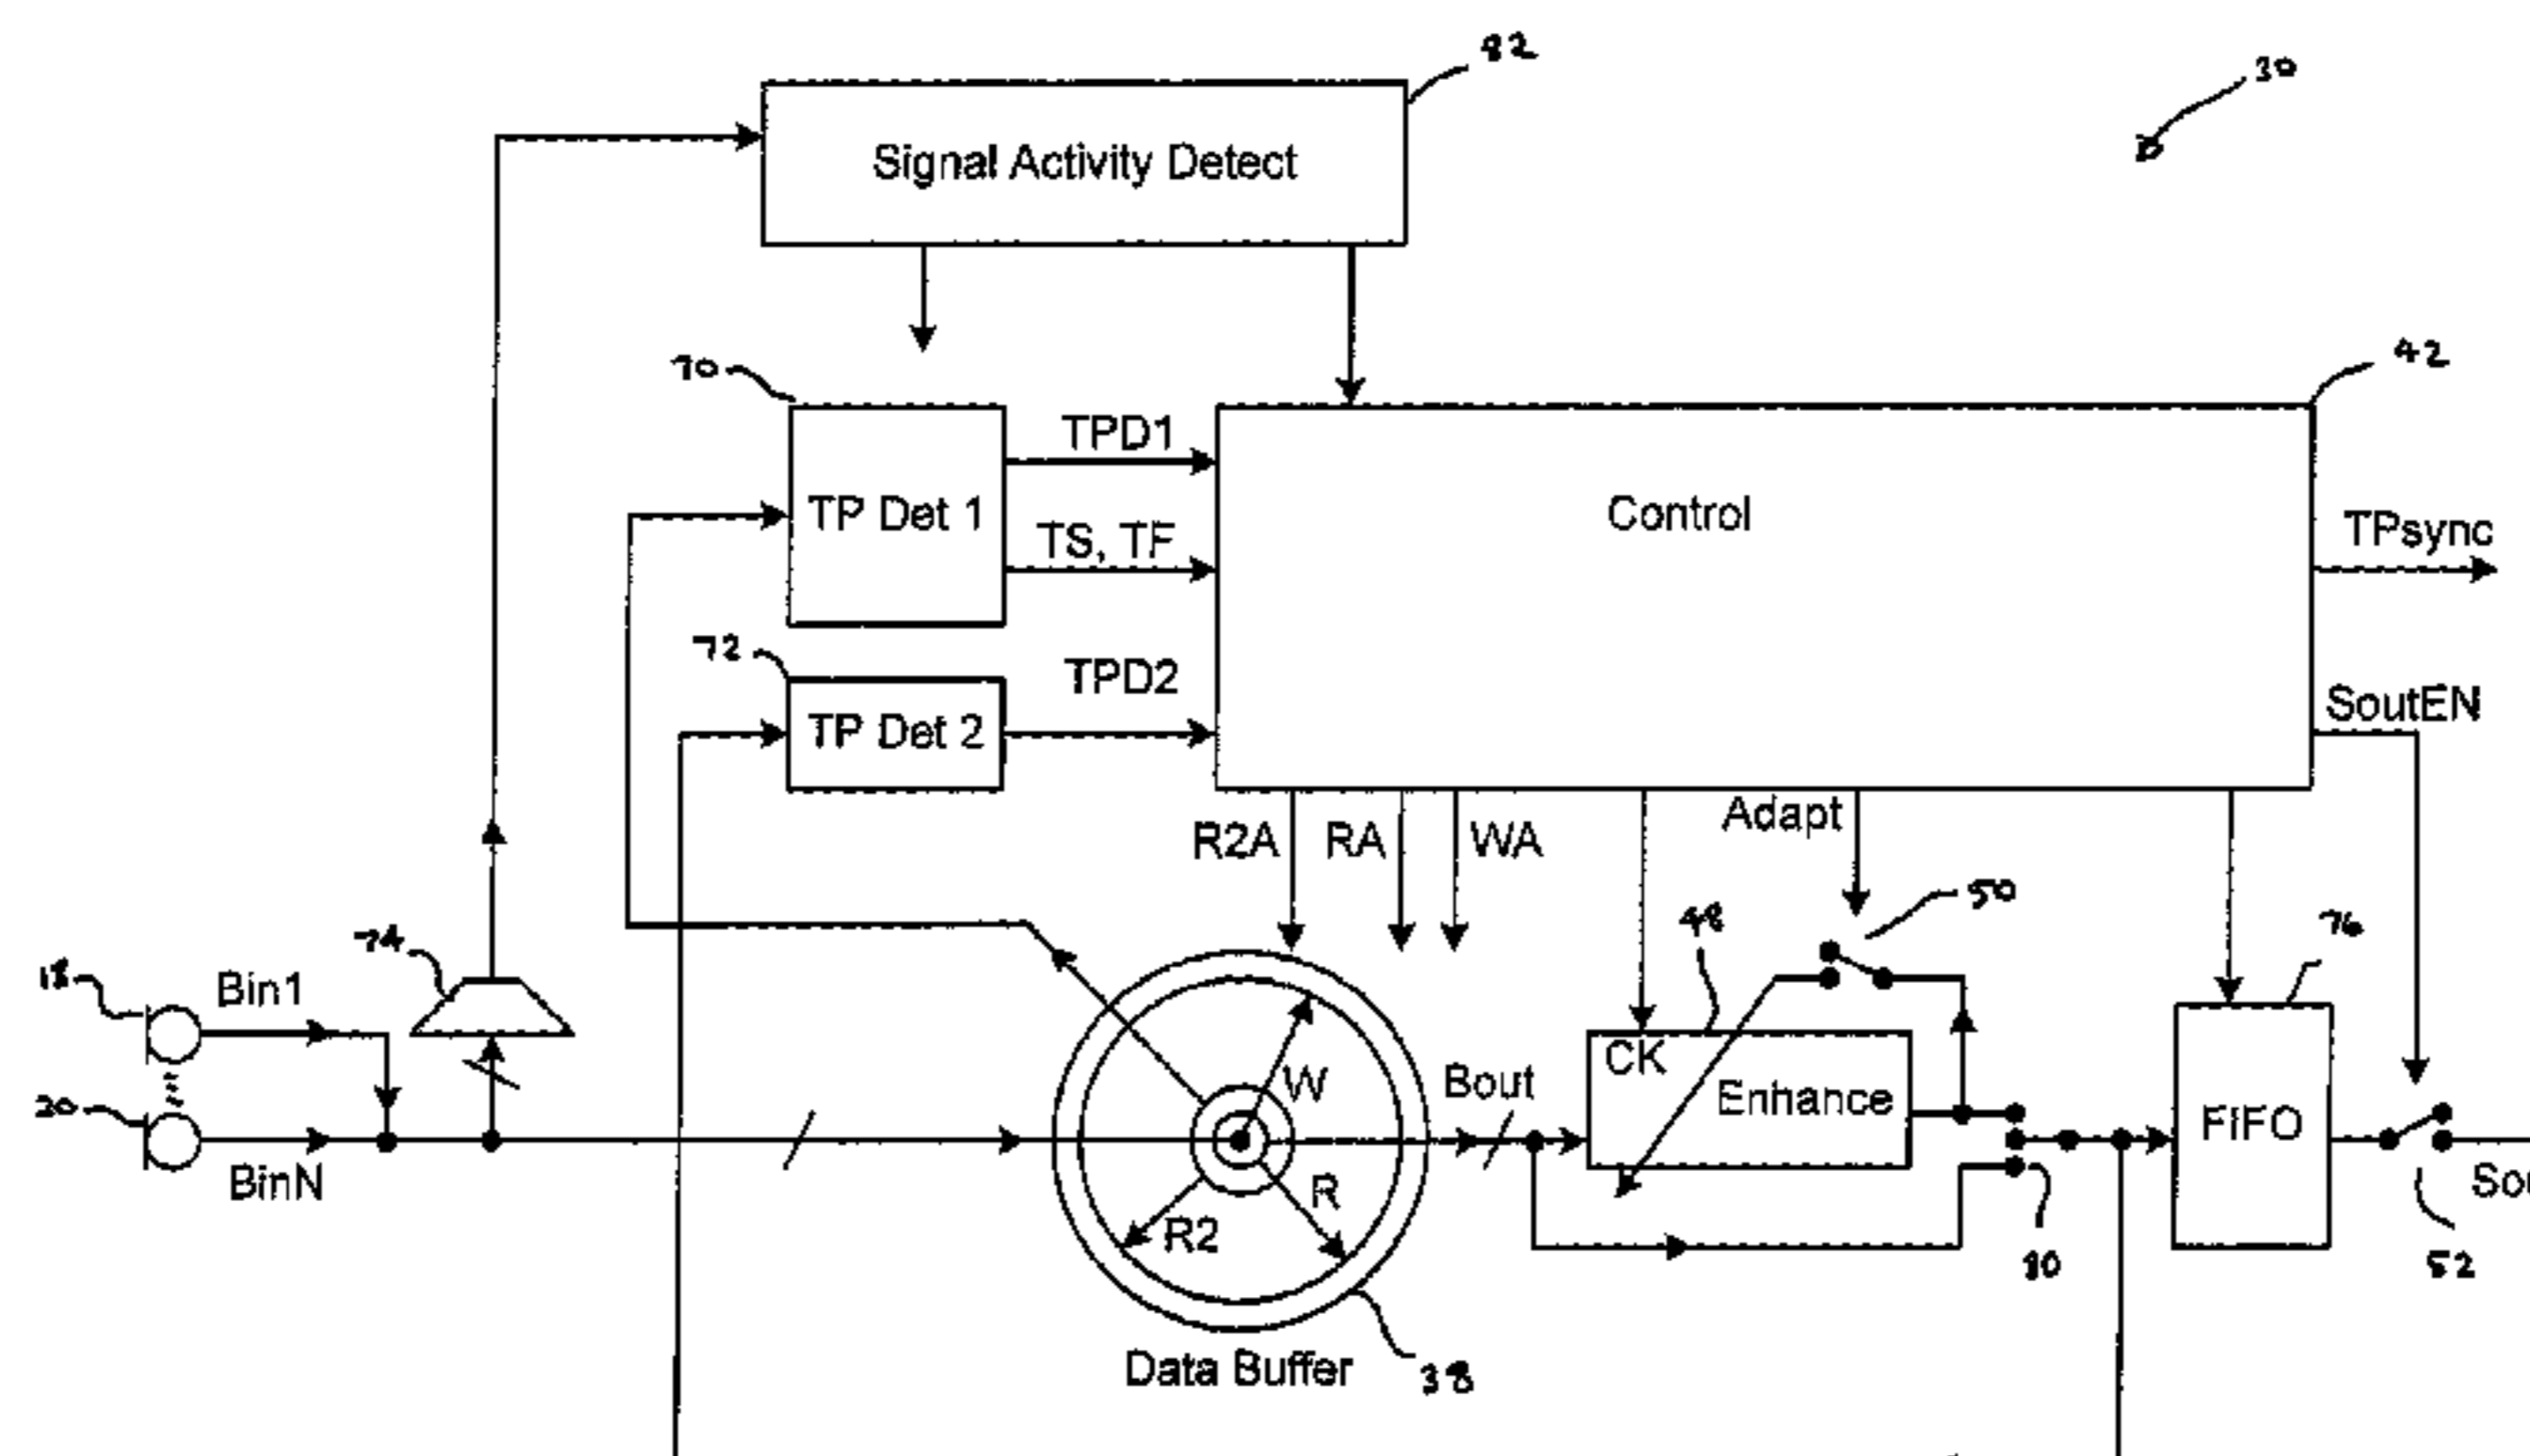 82
30
Signal Activity Detect
42
70
TPD1
TP Det 1
Control
TS, TF
TPsync
72
TPD2
SoutEN
TP Det 2
Adapt
R2A
RA
WA
50
48
76
74
18
Bin1
CK
W
Bout
Enhance
FIFO
20
BinN
R
Sou
R2
80
52
Data Buffer
38